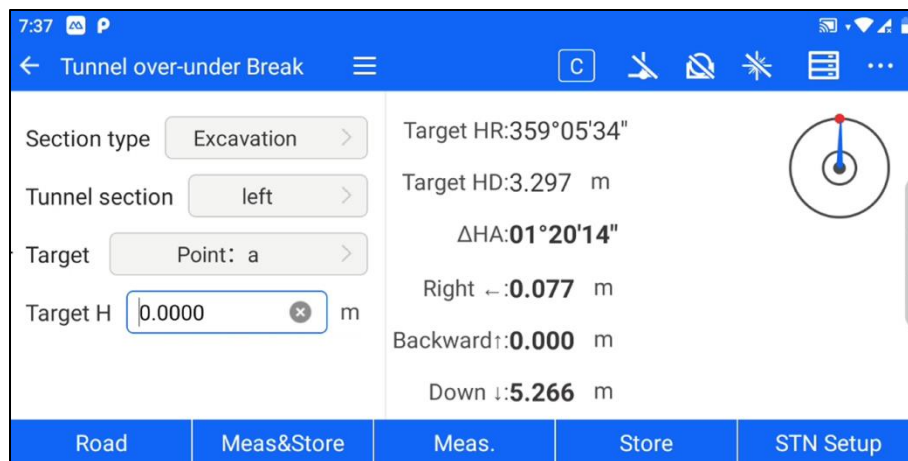 7:37
Tunnel over-under Break
C
Section type Excavation
Tunnel section left
Target Point: a
Target H 0.0000 m
Target HR:359°05'34"
Target HD:3.297 m
ΔHA:01°20'14"
Right ←:0.077 m
Backward↑:0.000 m
Down ↓:5.266 m
Road Meas&Store Meas. Store STN Setup